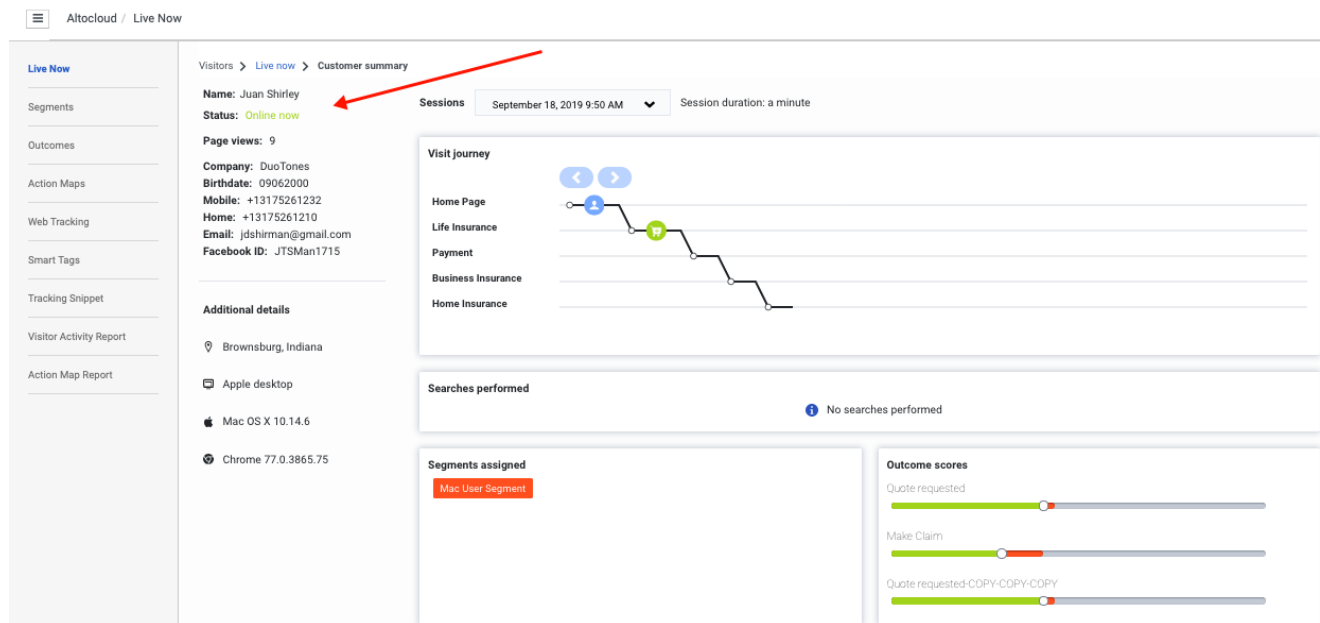 Altocloud / Live Now
Live Now
Segments
Outcomes
Action Maps
Web Tracking
Smart Tags
Tracking Snippet
Visitor Activity Report
Action Map Report
Visitors > Live now > Customer summary
Name: Juan Shirley
Status: Online now
Page views: 9
Company: DuoTones
Birthdate: 09062000
Mobile: +13175261232
Home: +13175261210
Email: jdshirman@gmail.com
Facebook ID: JTSMan1715
Additional details
Brownsburg, Indiana
Apple desktop
Mac OS X 10.14.6
Chrome 77.0.3865.75
Sessions September 18, 2019 9:50 AM Session duration: a minute
Visit journey
Home Page
Life Insurance
Payment
Business Insurance
Home Insurance
Searches performed
No searches performed
Segments assigned
Mac User Segment
Outcome scores
Quote requested
Make Claim
Quote requested-COPY-COPY-COPY